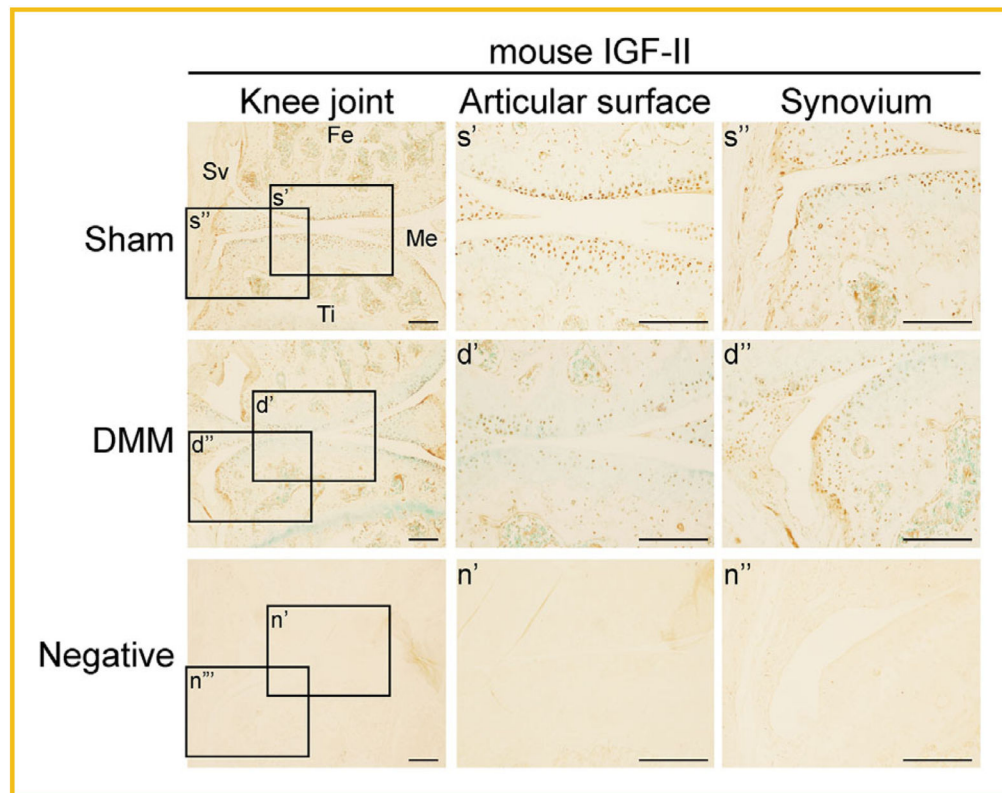 mouse IGF-II
Knee joint Articular surface Synovium
Sham
Fe
Sv
s’
s’’
Me
Ti
s’
s’’
DMM
d’
d’’
d’
d’’
Negative
n’
n’’’
n’
n’’